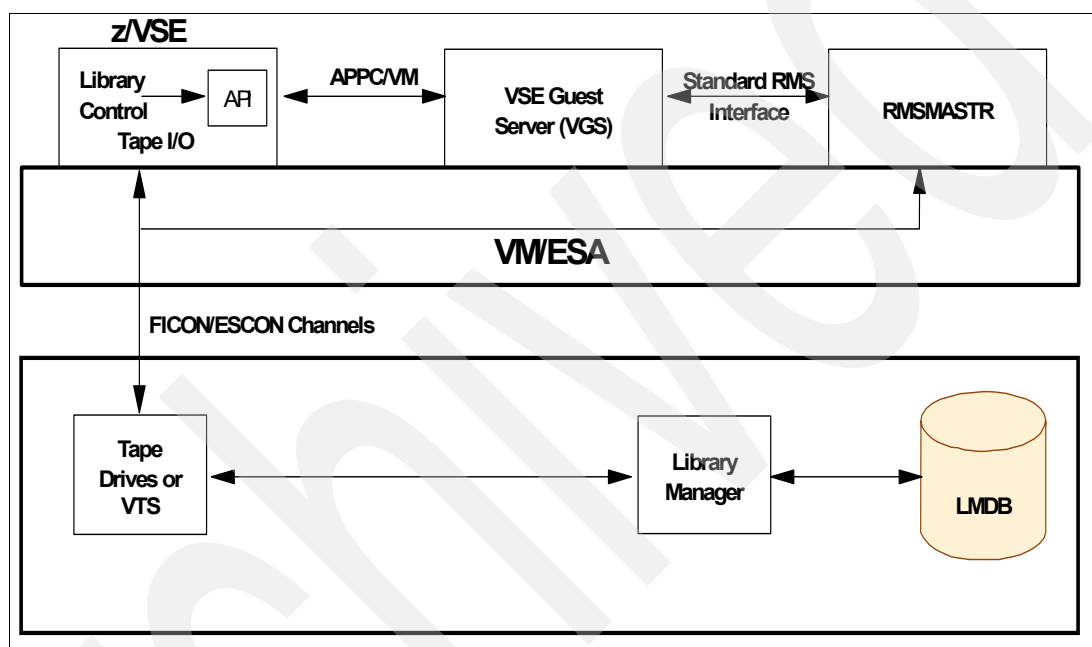 z/VSE
Library
Control
API
Tape I/O
APPC/VM
VSE Guest
Server (VGS)
Standard RMS
Interface
RMSMASTR
VM/ESA
FICON/ESCON Channels
Tape
Drives or
VTS
Library
Manager
LMDB